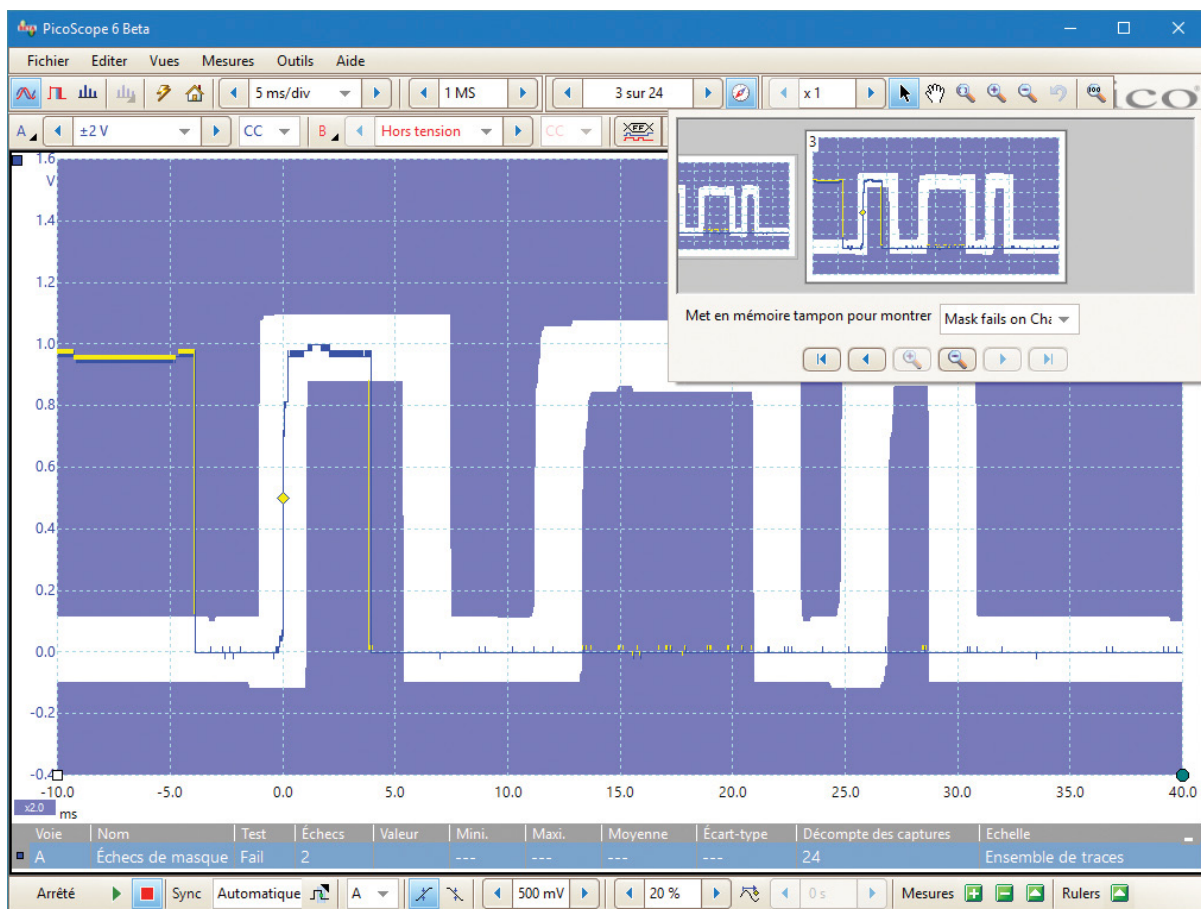 PicoScope 6 Beta
Fichier Editer Vues Mesures Outils Aide
5 ms/div 1 MS 3 sur 24 x 1 ico
A ±2 V CC B Hors tension CC
3
Met en mémoire tampon pour montrer Mask fails on Cha
1.6
V
1.4
1.2
1.0
0.8
0.6
0.4
0.2
0.0
-0.2
-0.4
-10.0 -5.0 0.0 5.0 10.0 15.0 20.0 25.0 30.0 35.0 40.0
x2.0 ms
Voie Nom Test Échecs Valeur Mini. Maxi. Moyenne Écart-type Décompte des captures Echelle
A Échecs de masque Fail 2 --- --- --- --- 24 Ensemble de traces
Arrêté Sync Automatique A 500 mV 20 % 0 s Mesures Rulers